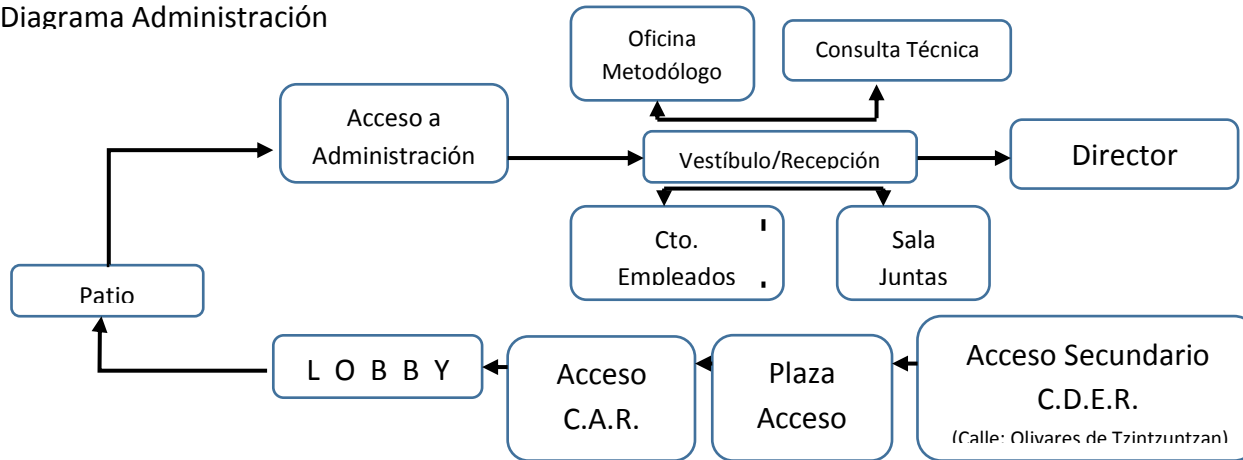 Diagrama Administración
Oficina
Metodólogo
Consulta Técnica
Acceso a
Administración
Vestíbulo/Recepción
Director
Cto.
Empleados
Sala
Juntas
Patio
L O B B Y
Acceso
C.A.R.
Plaza
Acceso
Acceso Secundario
C.D.E.R.
(Calle: Olivares de Tzintzuntzan)